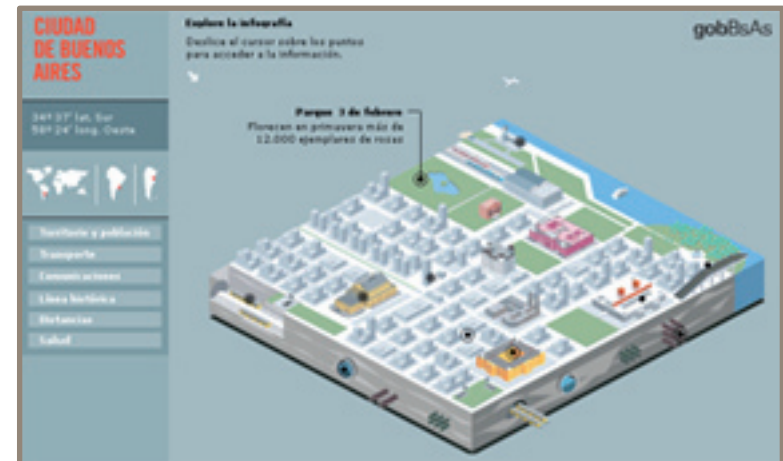 CIUDAD
DE BUENOS
AIRES
34º 37' lat. Sur
58º 24' long. Oeste
Territorio y población
Transporte
Comunicaciones
Línea histórica
Distancias
Salud
Explore la infografía
Deslice el cursor sobre los puntos
para acceder a la información.
gobBsAs
Parque 3 de febrero
Florecen en primavera más de
12.000 ejemplares de rosas